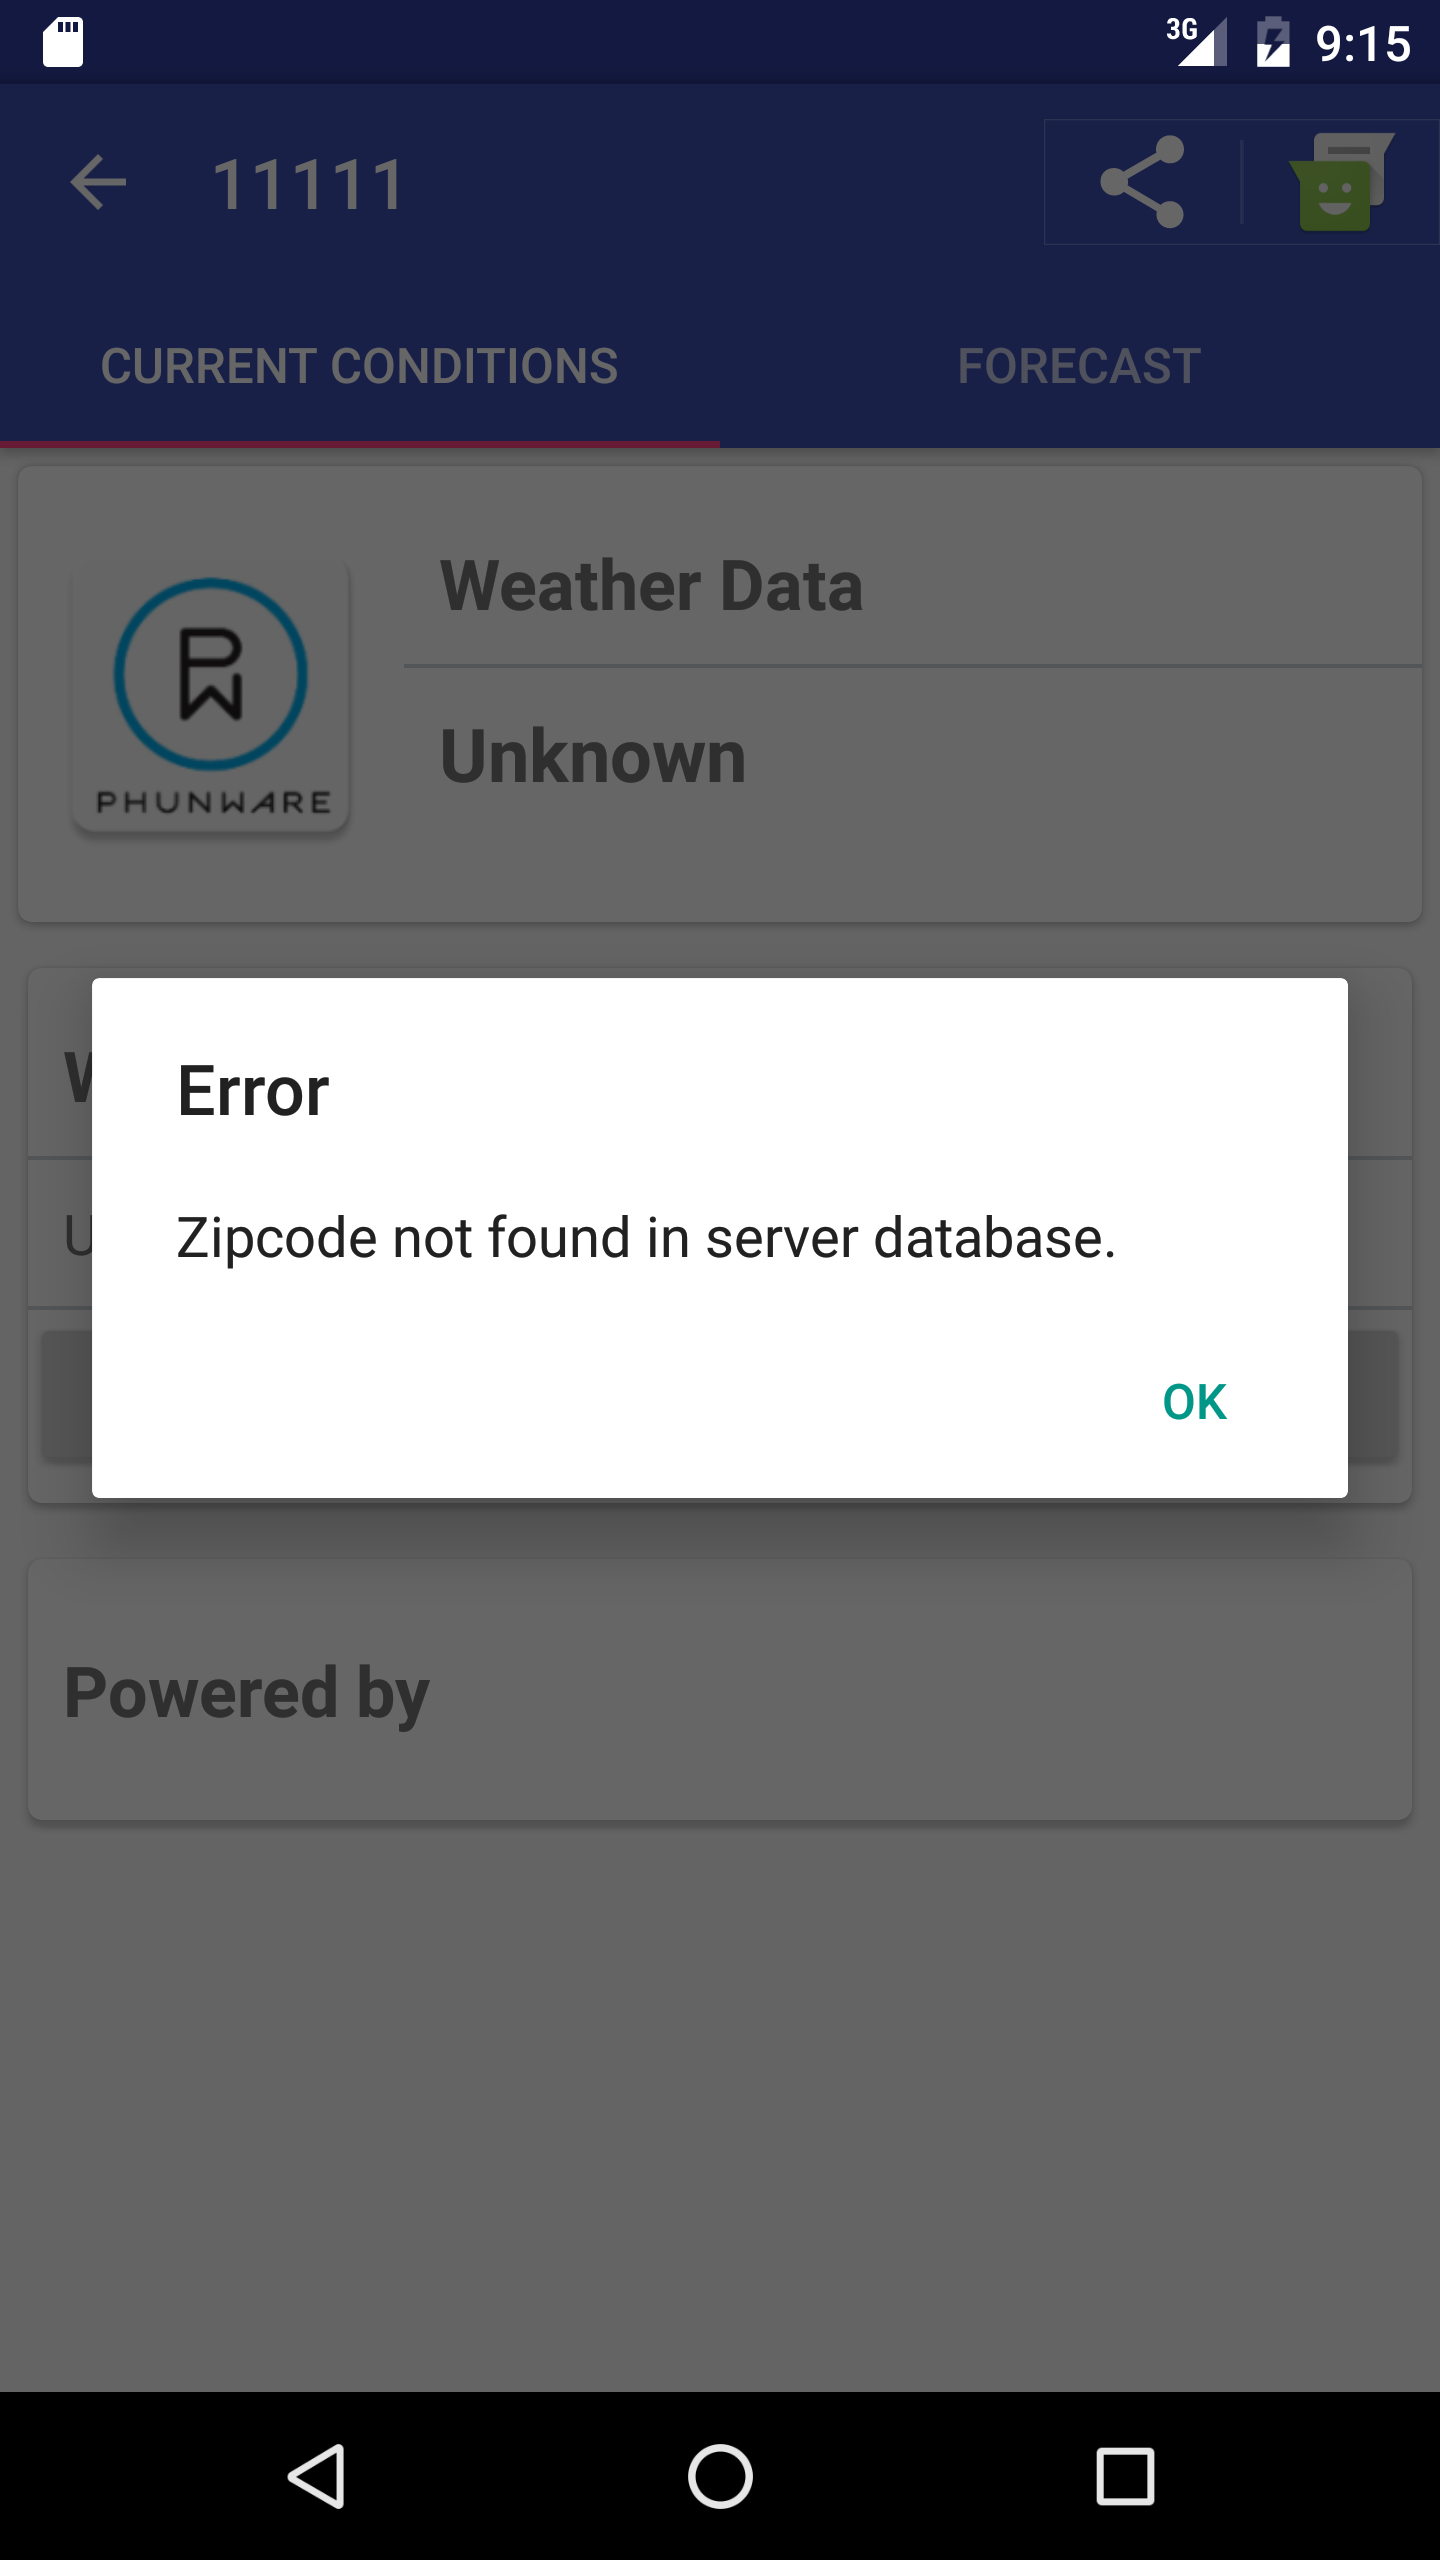 3G 9:15
11111
CURRENT CONDITIONS FORECAST
Weather Data
Unknown
PHUNWARE
Error
Zipcode not found in server database.
OK
Powered by